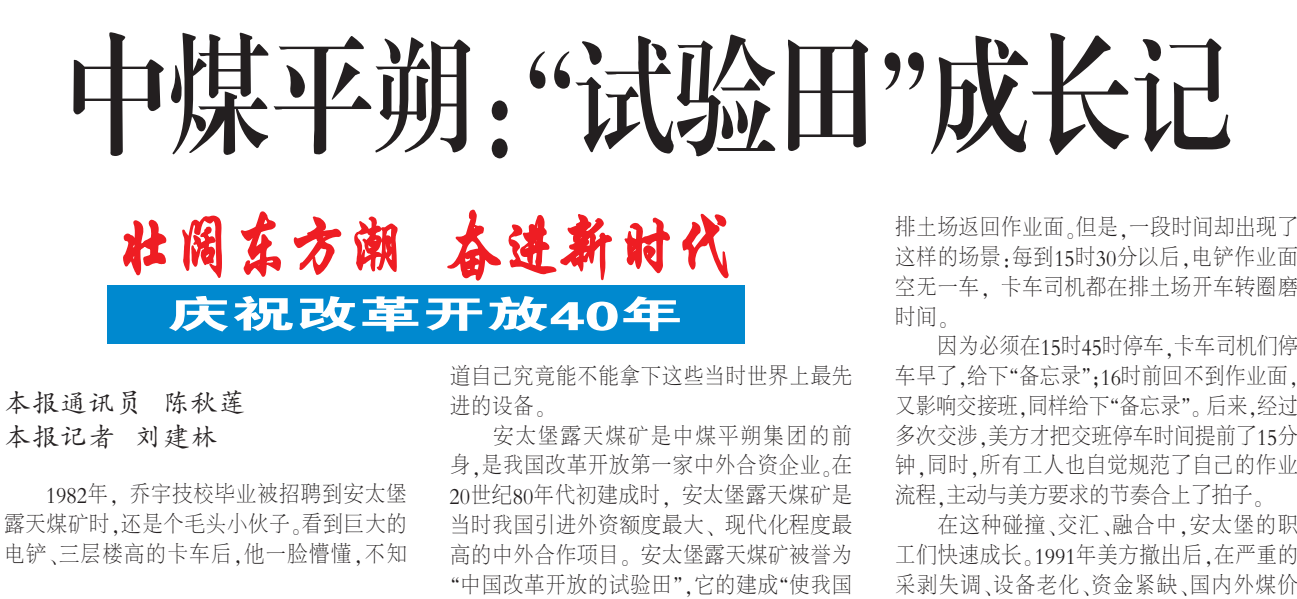 中煤平朔：“试验田”成长记
壮阔东方潮 奋进新时代
庆祝改革开放40年
本报通讯员 陈秋莲
本报记者 刘建林
1982年，乔宇技校毕业被招聘到安太堡
露天煤矿时，还是个毛头小伙子。看到巨大的
电铲、三层楼高的卡车后，他一脸懵懂，不知
道自己究竟能不能拿下这些当时世界上最先
进的设备。
安太堡露天煤矿是中煤平朔集团的前
身，是我国改革开放第一家中外合资企业。在
20世纪80年代初建成时，安太堡露天煤矿是
当时我国引进外资额度最大、现代化程度最
高的中外合作项目。安太堡露天煤矿被誉为
“中国改革开放的试验田”，它的建成“使我国
排土场返回作业面。但是，一段时间却出现了
这样的场景：每到15时30分以后，电铲作业面
空无一车，卡车司机都在排土场开车转圈磨
时间。
因为必须在15时45时停车，卡车司机们停
车早了，给下“备忘录”；16时前回不到作业面，
又影响交接班，同样给下“备忘录”。后来，经过
多次交涉，美方才把交班停车时间提前了15分
钟，同时，所有工人也自觉规范了自己的作业
流程，主动与美方要求的节奏合上了拍子。
在这种碰撞、交汇、融合中，安太堡的职
工们快速成长。1991年美方撤出后，在严重的
采剥失调、设备老化、资金紧缺、国内外煤价